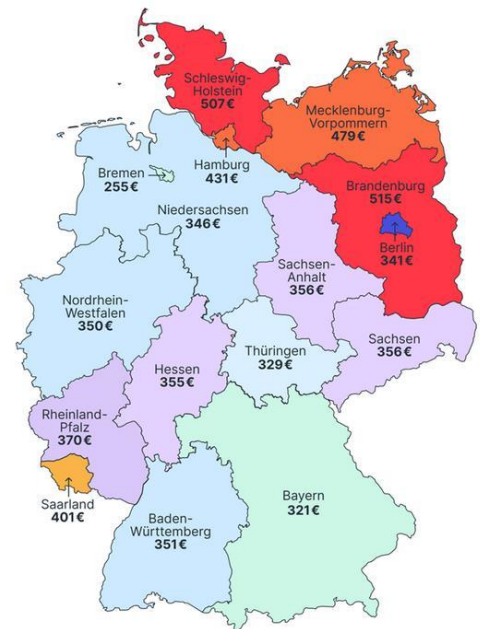 Schleswig-
Holstein
507€
Mecklenburg-
Vorpommern
479€
Hamburg
431€
Bremen
255€
Niedersachsen
346€
Brandenburg
515€
Berlin
341€
Sachsen-
Anhalt
356€
Nordrhein-
Westfalen
350€
Hessen
355€
Thüringen
329€
Sachsen
356€
Rheinland-
Pfalz
370€
Saarland
401€
Baden-
Württemberg
351€
Bayern
321€